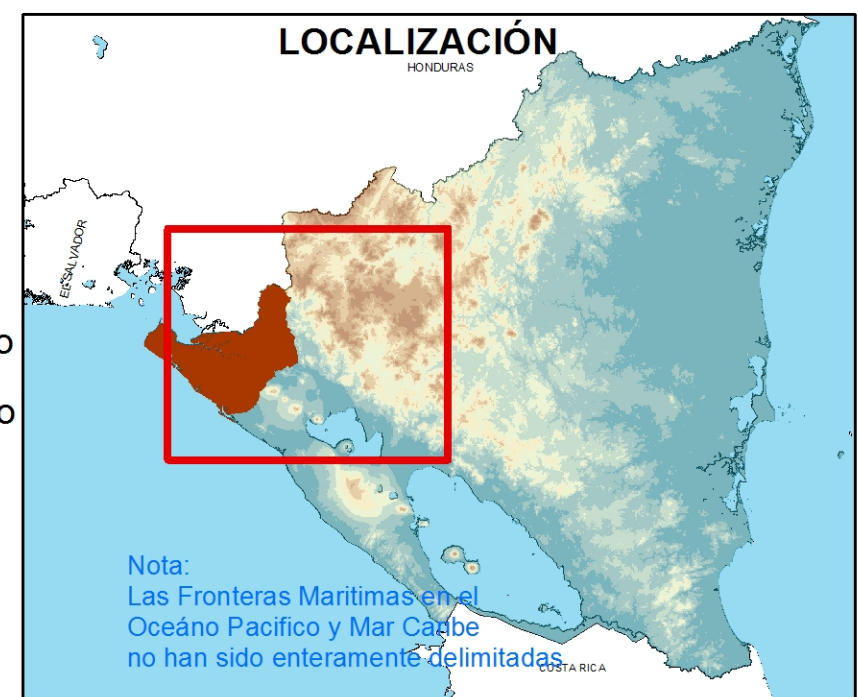 LOCALIZACIÓN
HONDURAS
EL SALVADOR
O
O
Nota:
Las Fronteras Maritimas en el
Oceáno Pacifico y Mar Caribe
no han sido enteramente delimitadas
COSTA RICA